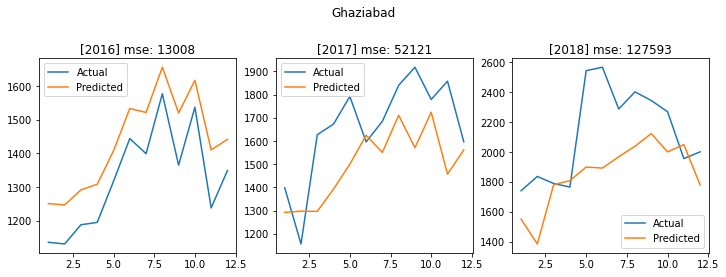 Ghaziabad
[2016] mse: 13008
Actual
Predicted
1600
1500
1400
1300
1200
2.5 5.0 7.5 10.0 12.5
[2017] mse: 52121
Actual
Predicted
1900
1800
1700
1600
1500
1400
1300
1200
2.5 5.0 7.5 10.0 12.5
[2018] mse: 127593
2600
2400
2200
2000
1800
1600
1400
Actual
Predicted
2.5 5.0 7.5 10.0 12.5